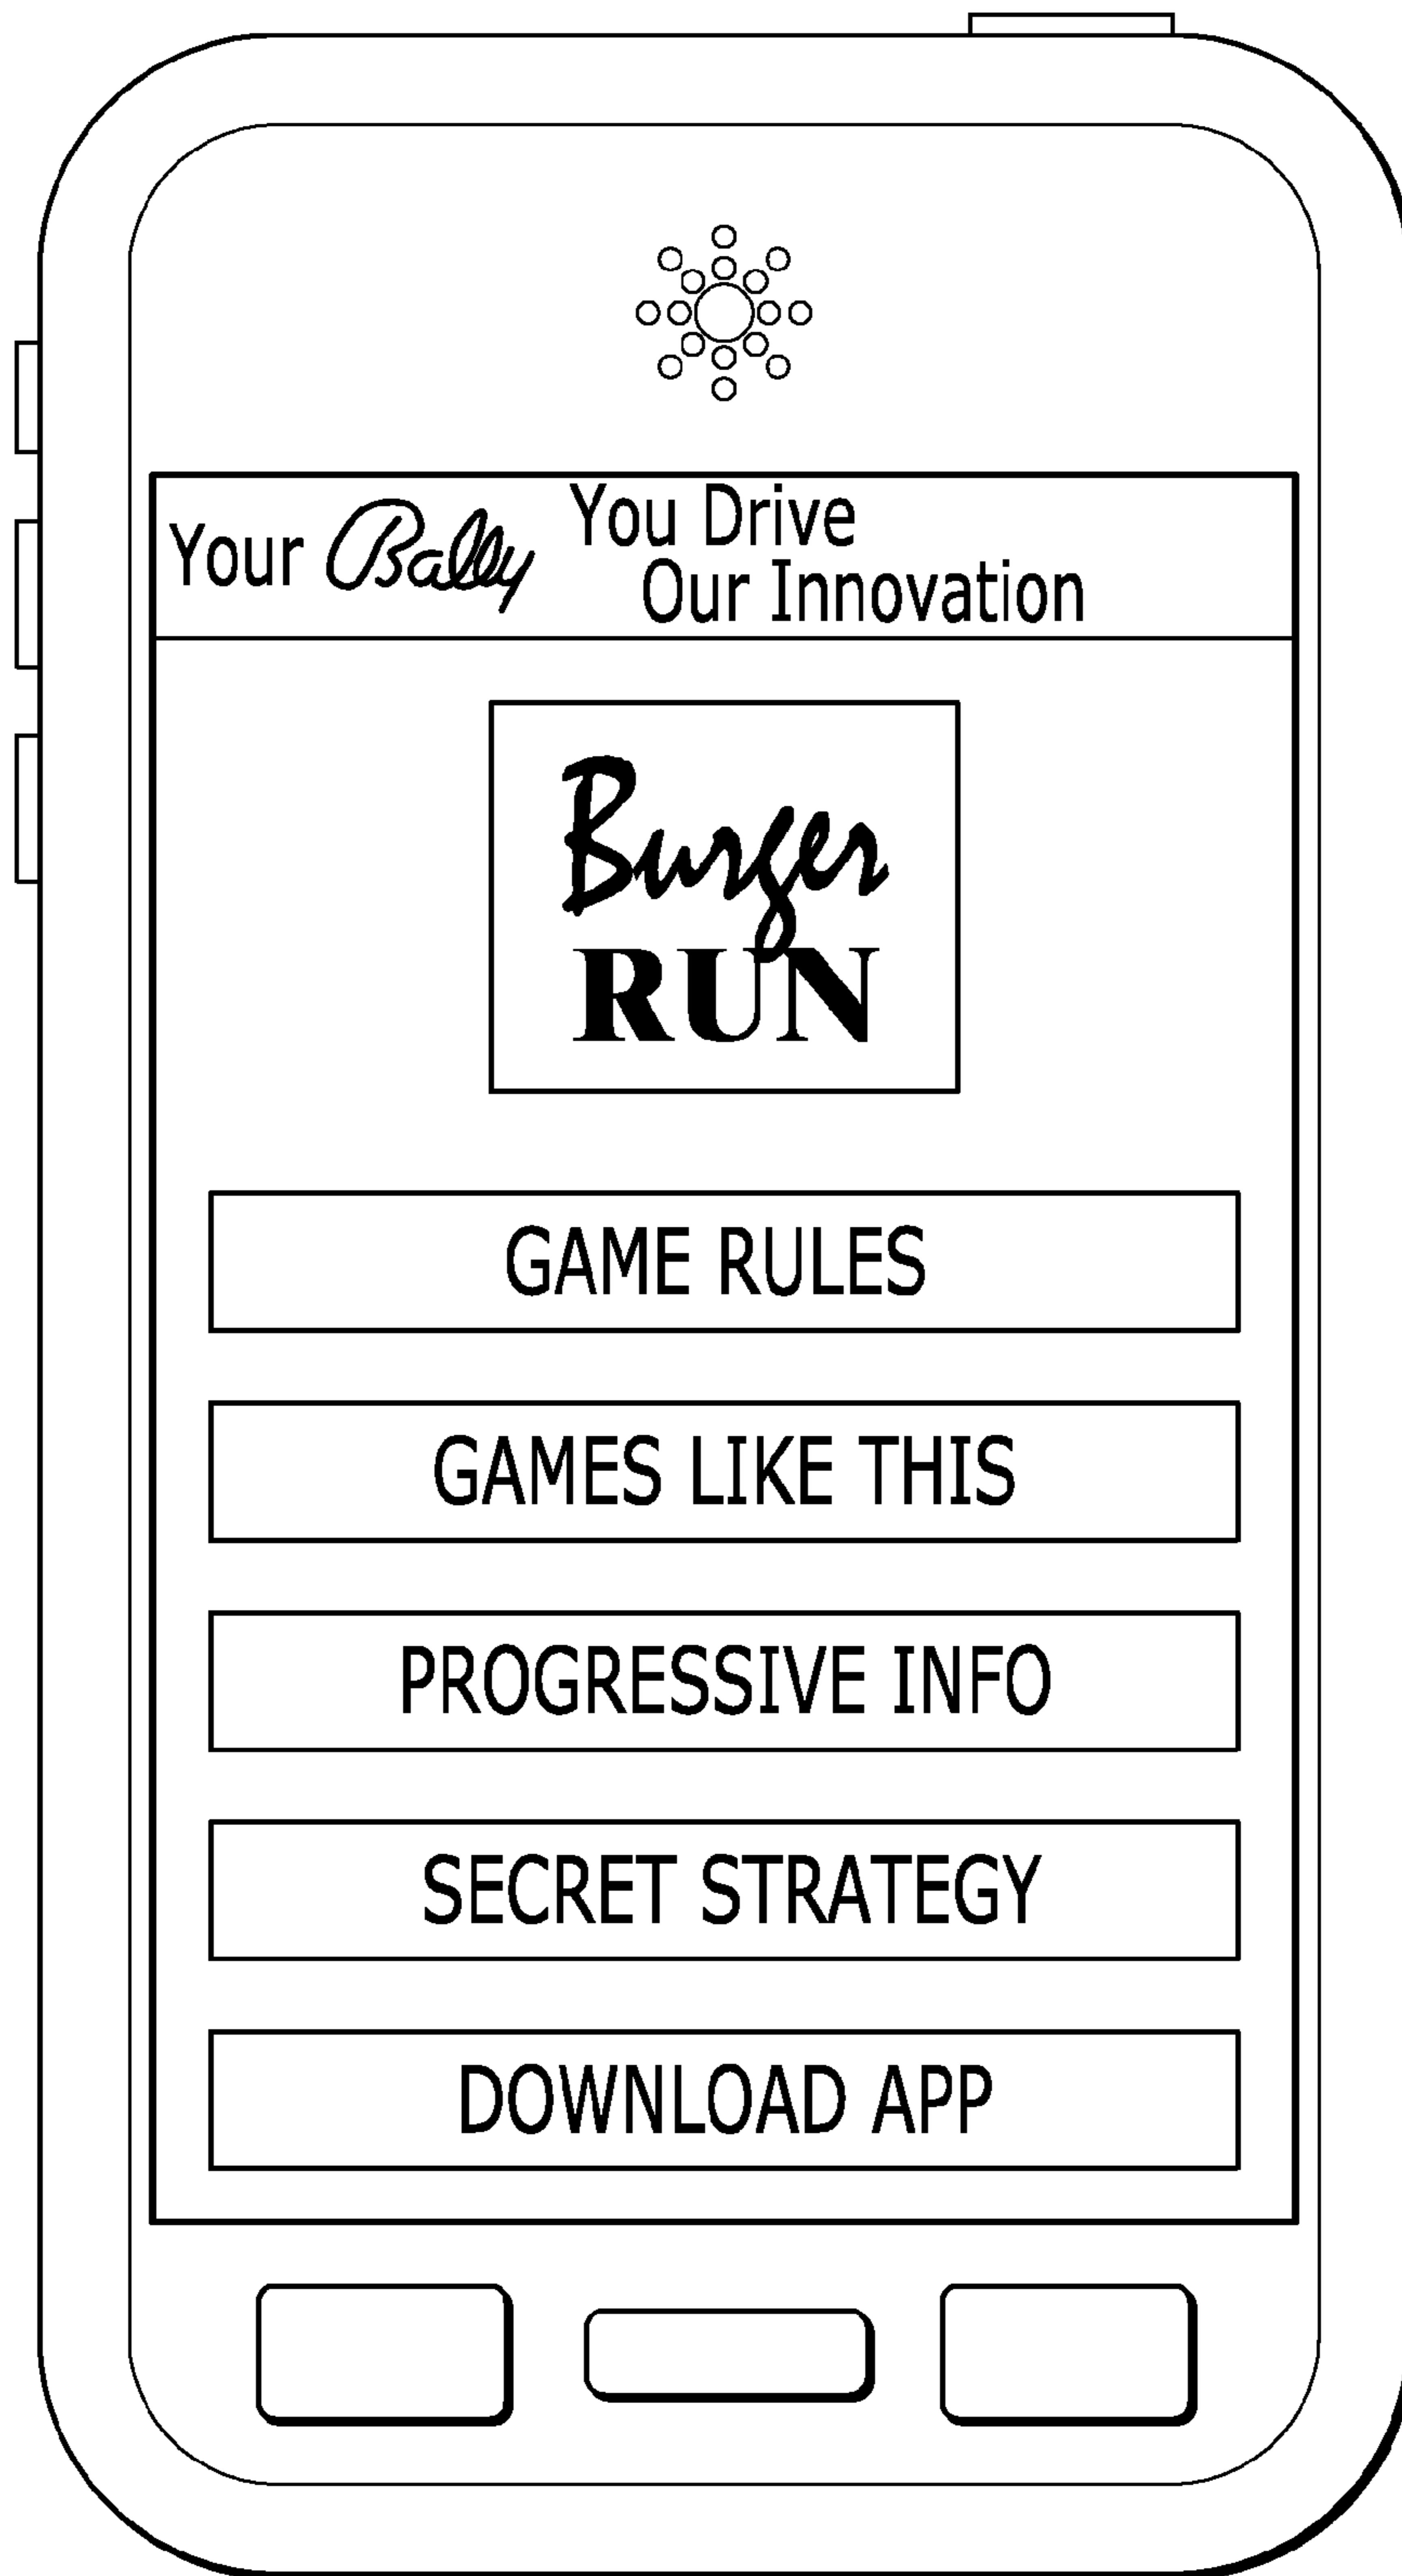 Your Bally You Drive
Our Innovation
Burger
RUN
GAME RULES
GAMES LIKE THIS
PROGRESSIVE INFO
SECRET STRATEGY
DOWNLOAD APP